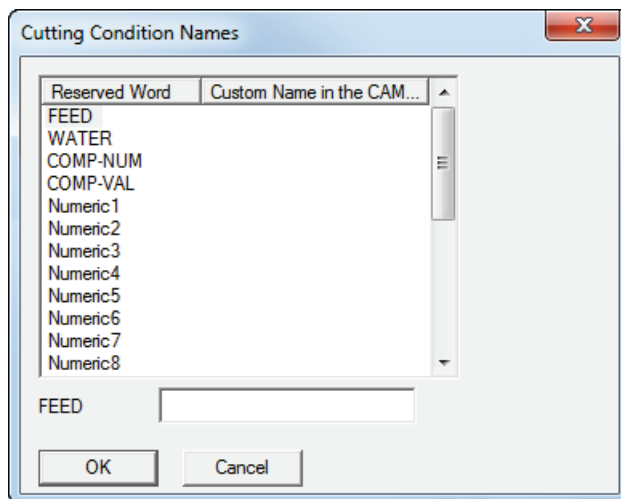 Cutting Condition Names
Reserved Word Custom Name in the CAM...
FEED
WATER
COMP-NUM
COMP-VAL
Numeric1
Numeric2
Numeric3
Numeric4
Numeric5
Numeric6
Numeric7
Numeric8
FEED
OK Cancel